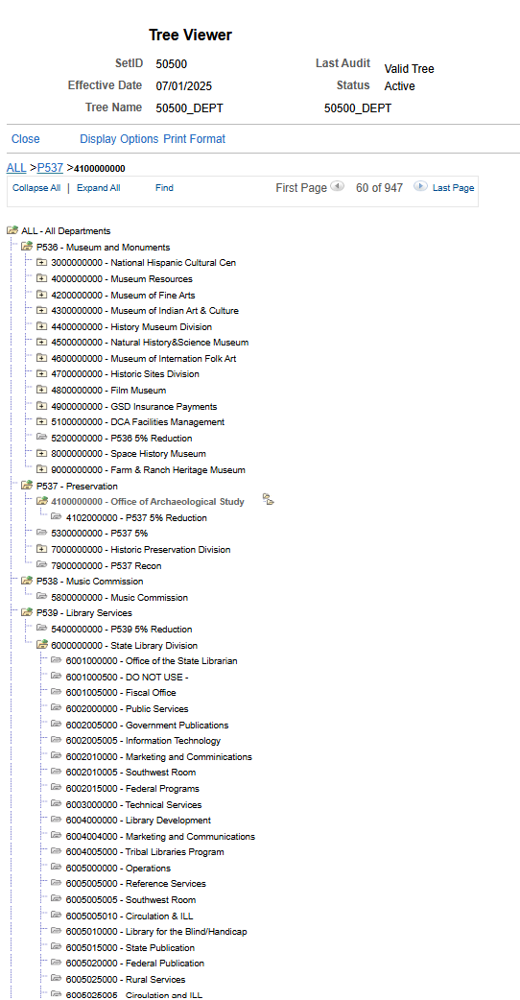 Tree Viewer
SetID 50500 Last Audit Valid Tree
Effective Date 07/01/2025 Status Active
Tree Name 50500_DEPT 50500_DEPT
Close Display Options Print Format
ALL >P537 >4100000000
Collapse All | Expand All Find First Page 60 of 947 Last Page
ALL - All Departments
P536 - Museum and Monuments
3000000000 - National Hispanic Cultural Cen
4000000000 - Museum Resources
4200000000 - Museum of Fine Arts
4300000000 - Museum of Indian Art & Culture
4400000000 - History Museum Division
4500000000 - Natural History&Science Museum
4600000000 - Museum of Internation Folk Art
4700000000 - Historic Sites Division
4800000000 - Film Museum
4900000000 - GSD Insurance Payments
5100000000 - DCA Facilities Management
5200000000 - P536 5% Reduction
8000000000 - Space History Museum
9000000000 - Farm & Ranch Heritage Museum
P537 - Preservation
4100000000 - Office of Archaeological Study
4102000000 - P537 5% Reduction
5300000000 - P537 5%
7000000000 - Historic Preservation Division
7900000000 - P537 Recon
P538 - Music Commission
5800000000 - Music Commission
P539 - Library Services
5400000000 - P539 5% Reduction
6000000000 - State Library Division
6001000000 - Office of the State Librarian
6001000500 - DO NOT USE -
6001005000 - Fiscal Office
6002000000 - Public Services
6002005000 - Government Publications
6002005005 - Information Technology
6002010000 - Marketing and Comminications
6002010005 - Southwest Room
6002015000 - Federal Programs
6003000000 - Technical Services
6004000000 - Library Development
6004004000 - Marketing and Communications
6004005000 - Tribal Libraries Program
6005000000 - Operations
6005005000 - Reference Services
6005005005 - Southwest Room
6005005010 - Circulation & ILL
6005010000 - Library for the Blind/Handicap
6005015000 - State Publication
6005020000 - Federal Publication
6005025000 - Rural Services
6005025005 - Circulation and ILL